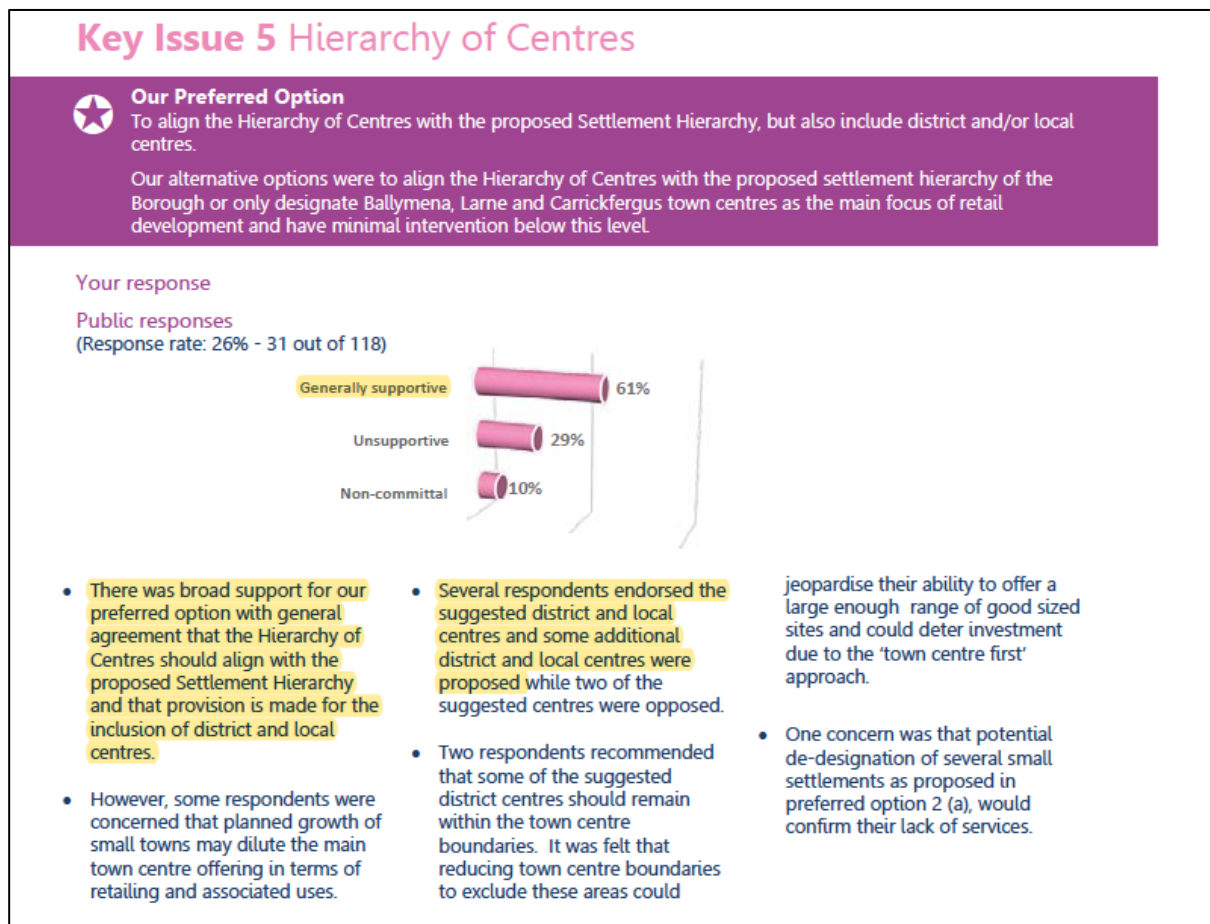 Key Issue 5 Hierarchy of Centres
Our Preferred Option
To align the Hierarchy of Centres with the proposed Settlement Hierarchy, but also include district and/or local
centres.
Our alternative options were to align the Hierarchy of Centres with the proposed settlement hierarchy of the
Borough or only designate Ballymena, Larne and Carrickfergus town centres as the main focus of retail
development and have minimal intervention below this level.
Your response
Public responses
(Response rate: 26% - 31 out of 118)
Generally supportive 61%
Unsupportive 29%
Non-committal 10%
• There was broad support for our
preferred option with general
agreement that the Hierarchy of
Centres should align with the
proposed Settlement Hierarchy
and that provision is made for the
inclusion of district and local
centres.
• However, some respondents were
concerned that planned growth of
small towns may dilute the main
town centre offering in terms of
retailing and associated uses.
• Several respondents endorsed the
suggested district and local
centres and some additional
district and local centres were
proposed while two of the
suggested centres were opposed.
• Two respondents recommended
that some of the suggested
district centres should remain
within the town centre
boundaries. It was felt that
reducing town centre boundaries
to exclude these areas could
jeopardise their ability to offer a
large enough range of good sized
sites and could deter investment
due to the ‘town centre first’
approach.
• One concern was that potential
de-designation of several small
settlements as proposed in
preferred option 2 (a), would
confirm their lack of services.